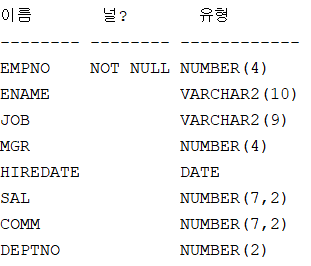 이름       널?       유형
-------- -------- ------------
EMPNO    NOT NULL NUMBER(4)
ENAME             VARCHAR2(10)
JOB               VARCHAR2(9)
MGR               NUMBER(4)
HIREDATE          DATE
SAL               NUMBER(7,2)
COMM              NUMBER(7,2)
DEPTNO            NUMBER(2)